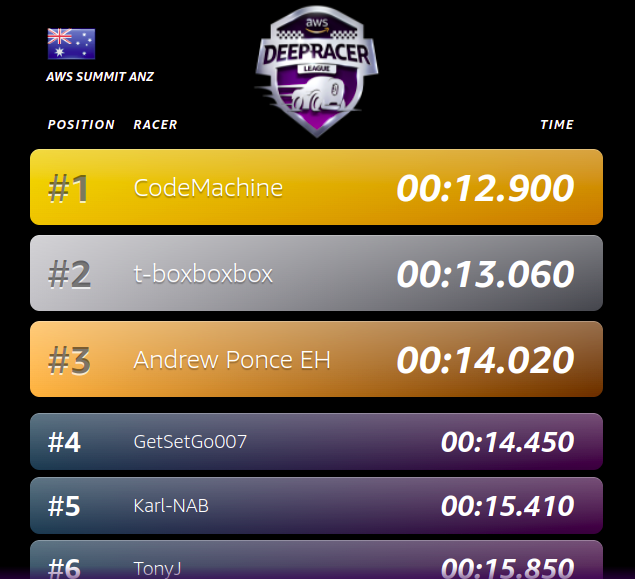 aws
DEEPRACER
LEAGUE
AWS SUMMIT ANZ
POSITION RACER TIME
#1 CodeMachine 00:12.900
#2 t-boxboxbox 00:13.060
#3 Andrew Ponce EH 00:14.020
#4 GetSetGo007 00:14.450
#5 Karl-NAB 00:15.410
#6 TonyJ 00:15.850